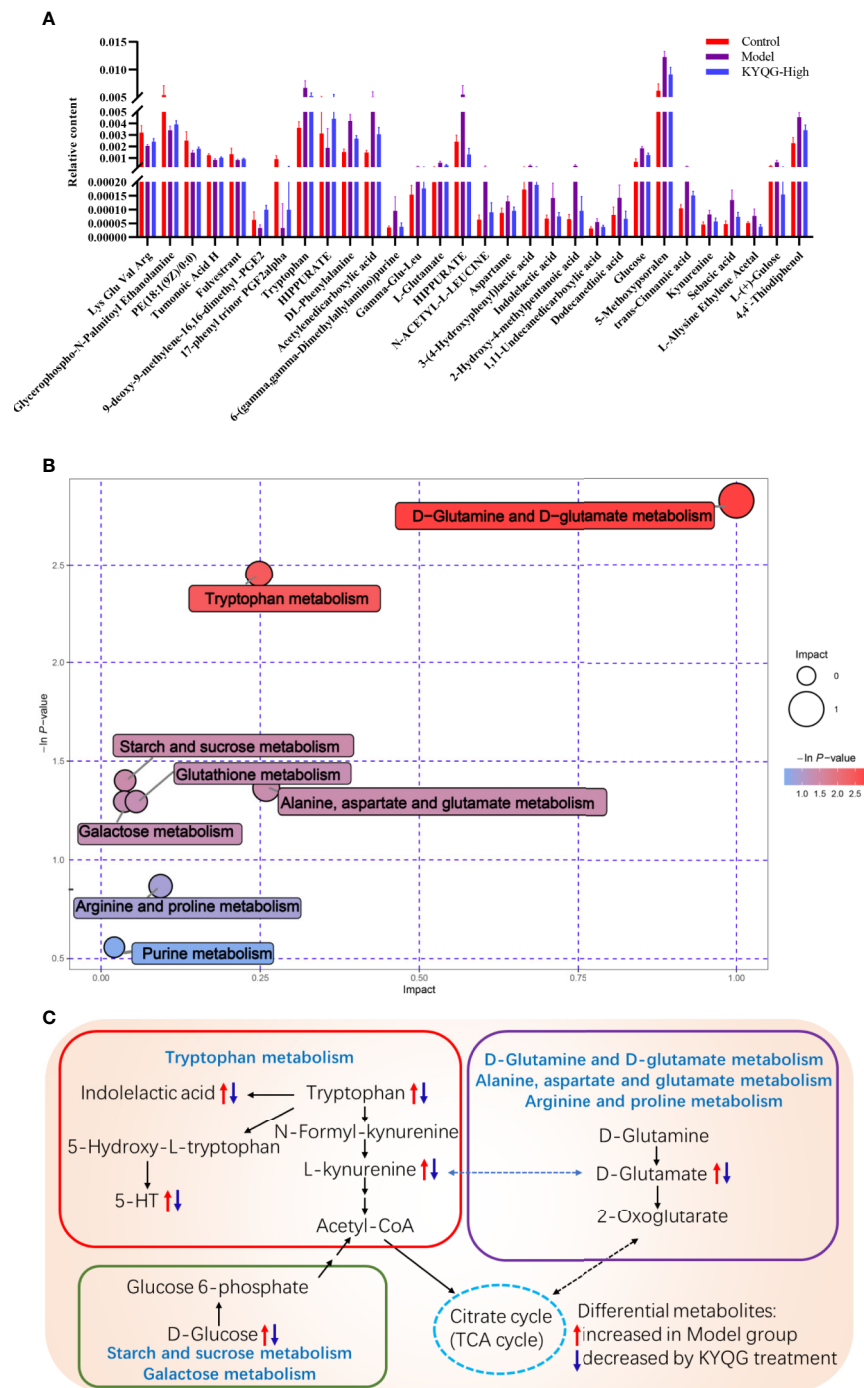 A
0.015
0.010
0.005
0.005
0.004
0.003
0.002
0.001
0.00020
0.00015
0.00010
0.00005
0.00000
Relative content
Control
Model
KYQG-High
Lys Glu Val Arg
Glycerophospho-N-Palmitoyl Ethanolamine
PE(18:1(9Z)/0:0)
Tumonoic Acid H
Fulvestrant
9-deoxy-9-methylene-16,16-dimethyl-PGE2
17-phenyl trinor PGF2alpha
Tryptophan
HIPPURATE
DL-Phenylalanine
Acetylenedicarboxylic acid
6-(gamma,gamma-Dimethylallylamino)purine
Gamma-Glu-Leu
L-Glutamate
HIPPURATE
N-ACETYL-L-LEUCINE
Aspartame
3-(4-Hydroxyphenyl)lactic acid
Indolelactic acid
2-Hydroxy-4-methylpentanoic acid
1,11-Undecanedicarboxylic acid
Dodecanedioic acid
Glucose
5-Methoxypsoralen
trans-Cinnamic acid
Kynurenine
Sebacic acid
L-Allysine Ethylene Acetal
L-(+)-Gulose
4,4'-Thiodiphenol
B
D−Glutamine and D−glutamate metabolism
2.5
Tryptophan metabolism
2.0
Impact
0
1
−ln P−value
Starch and sucrose metabolism
1.5
Glutathione metabolism
Alanine, aspartate and glutamate metabolism
Galactose metabolism
−ln P−value
1.0 1.5 2.0 2.5
1.0
Arginine and proline metabolism
Purine metabolism
0.5
0.00 0.25 0.50 0.75 1.00
Impact
C
Tryptophan metabolism
Indolelactic acid
Tryptophan
N-Formyl-kynurenine
5-Hydroxy-L-tryptophan
L-kynurenine
5-HT
Acetyl-CoA
D-Glutamine and D-glutamate metabolism
Alanine, aspartate and glutamate metabolism
Arginine and proline metabolism
D-Glutamine
D-Glutamate
2-Oxoglutarate
Glucose 6-phosphate
D-Glucose
Starch and sucrose metabolism
Galactose metabolism
Citrate cycle
(TCA cycle)
Differential metabolites:
increased in Model group
decreased by KYQG treatment